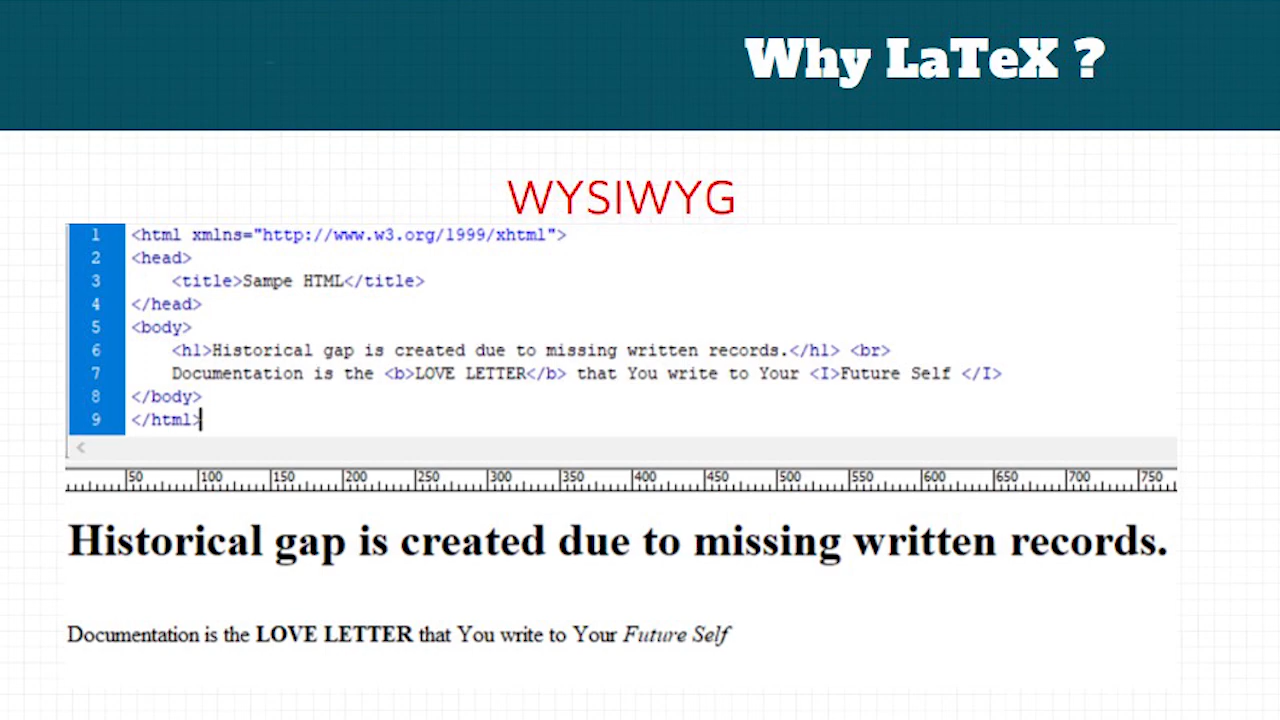 Why LaTeX ?
WYSIWYG
1 <html xmlns="http://www.w3.org/1999/xhtml">
2 <head>
3 <title>Sampe HTML</title>
4 </head>
5 <body>
6 <h1>Historical gap is created due to missing written records.</h1> <br>
7 Documentation is the <b>LOVE LETTER</b> that You write to Your <I>Future Self </I>
8 </body>
9 </html>
<
50 100 150 200 250 300 350 400 450 500 550 600 650 700 750
Historical gap is created due to missing written records.
Documentation is the LOVE LETTER that You write to Your Future Self